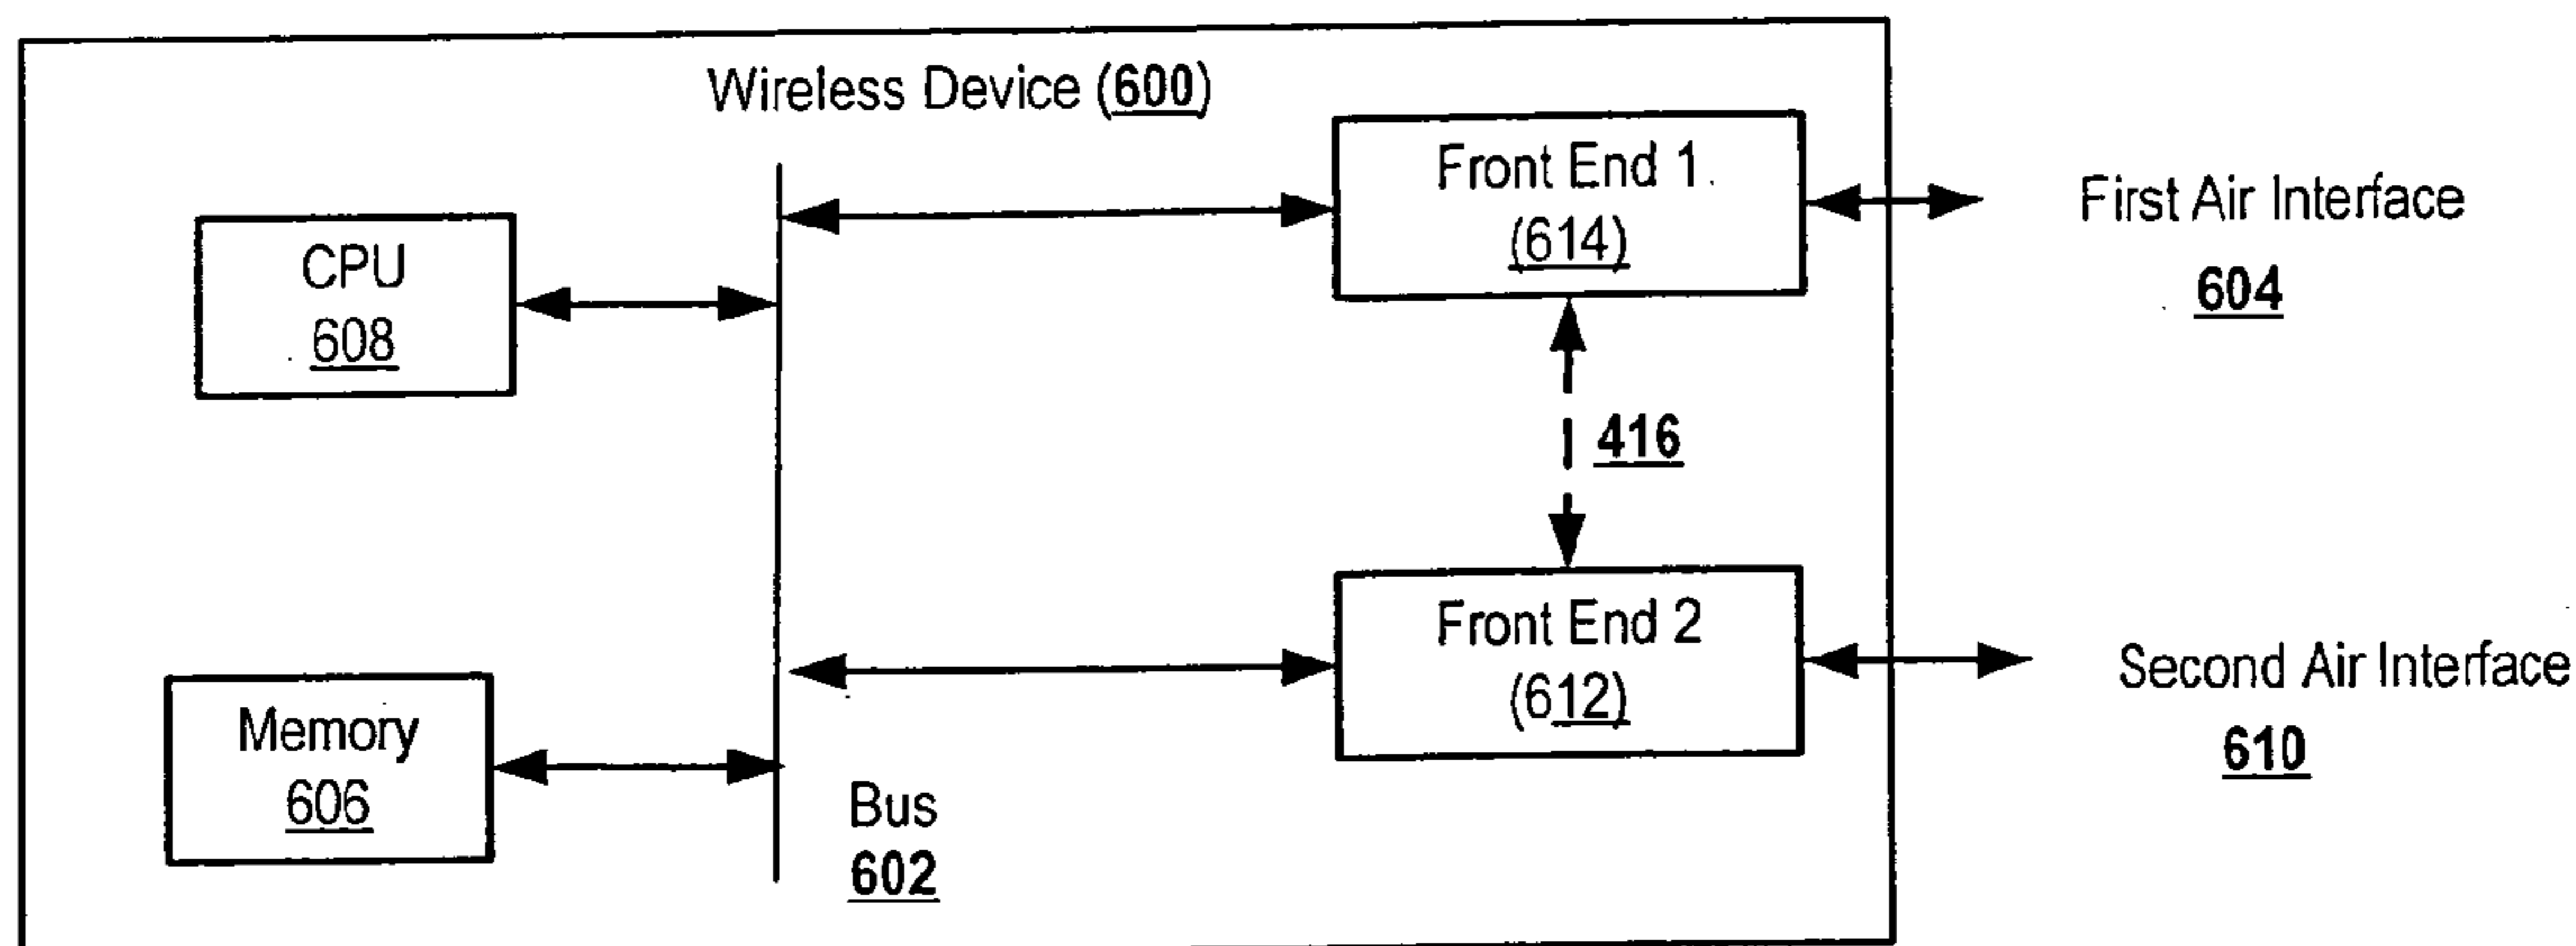 Wireless Device (600)
Front End 1
(614)
First Air Interface
604
CPU
608
416
Front End 2
(612)
Second Air Interface
610
Memory
606
Bus
602